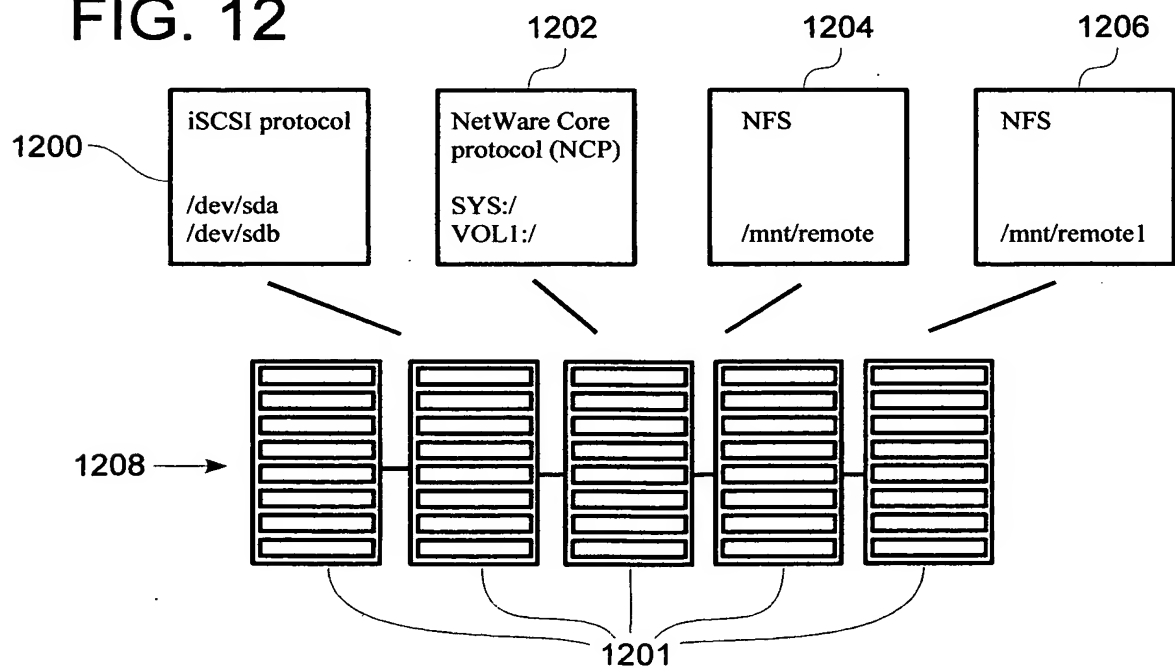 FIG. 12
1202
1204
1206
1200
iSCSI protocol
/dev/sda
/dev/sdb
NetWare Core
protocol (NCP)
SYS:/
VOL1:/
NFS
/mnt/remote
NFS
/mnt/remote1
1208
1201